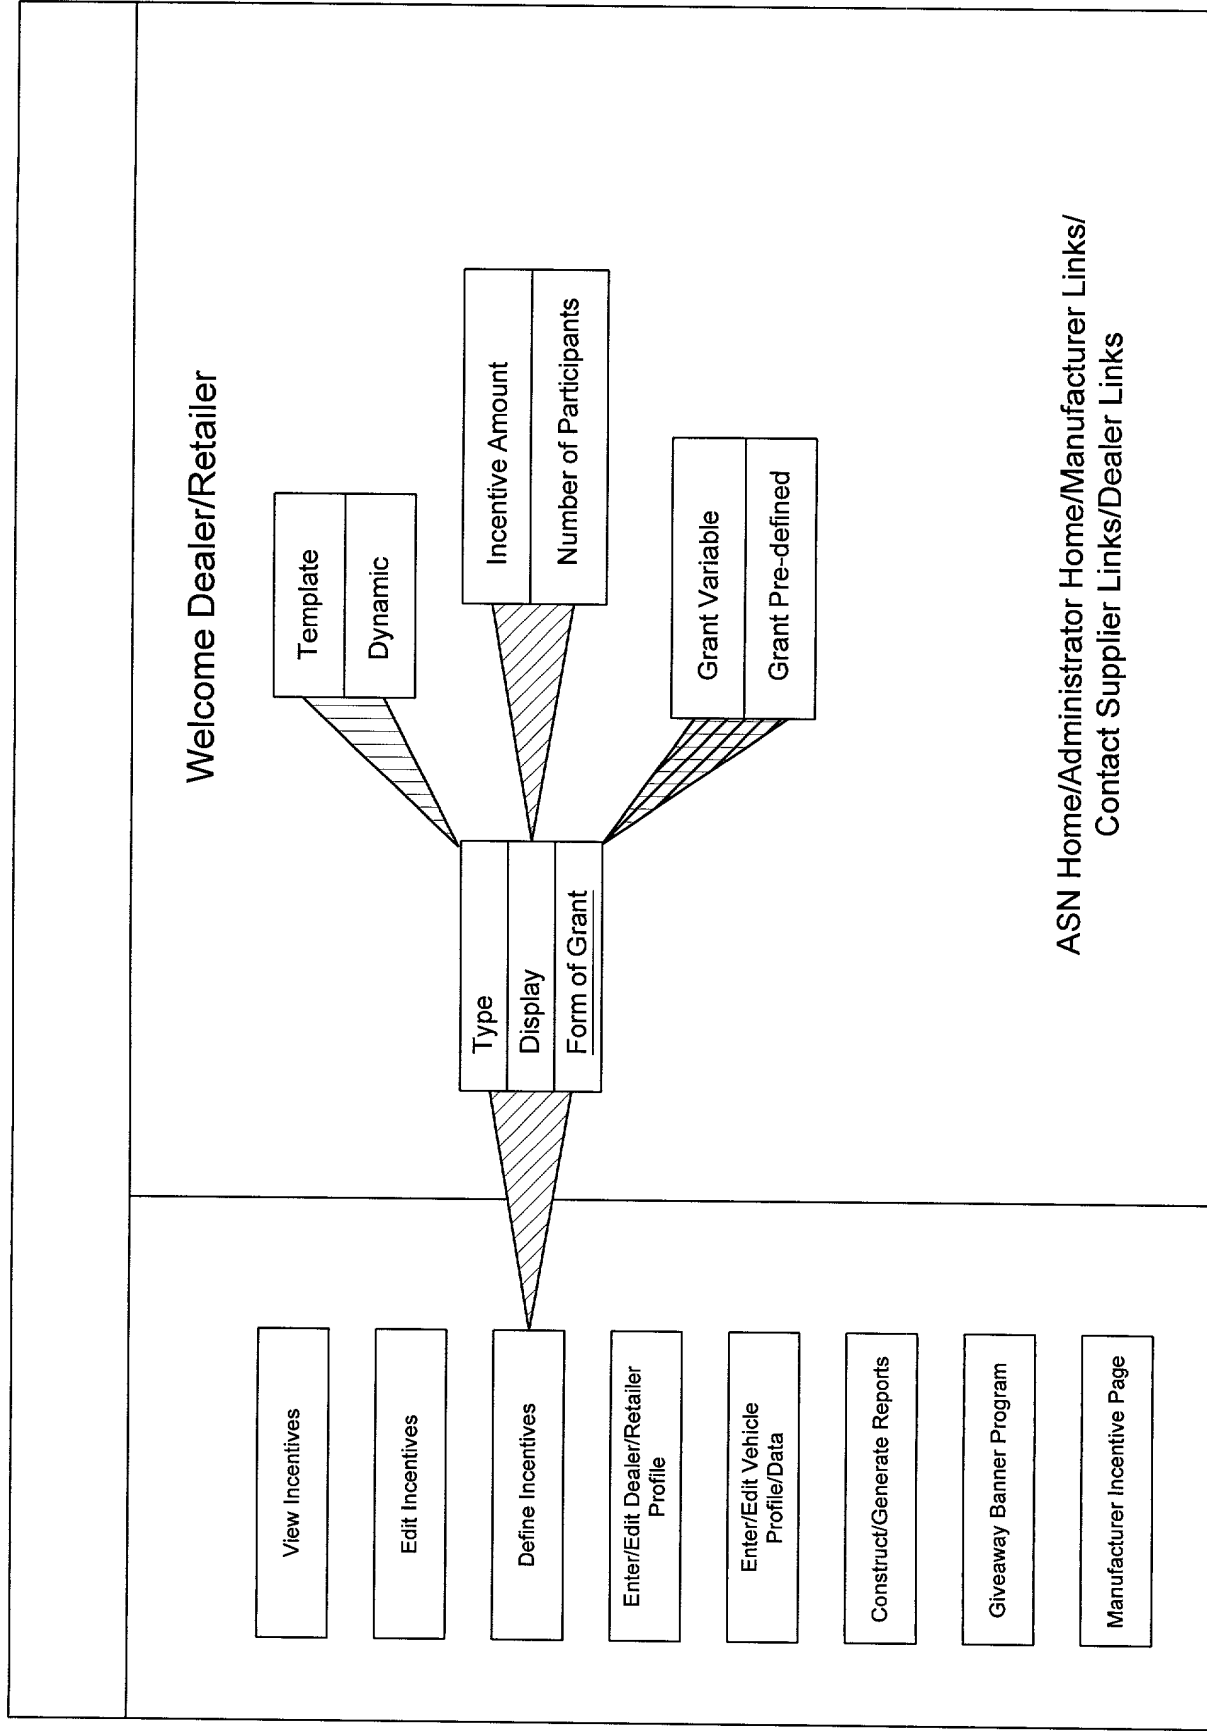 Welcome Dealer/Retailer
View Incentives
Edit Incentives
Define Incentives
Enter/Edit Dealer/Retailer
Profile
Enter/Edit Vehicle
Profile/Data
Construct/Generate Reports
Giveaway Banner Program
Manufacturer Incentive Page
Type
Display
Form of Grant
Template
Dynamic
Incentive Amount
Number of Participants
Grant Variable
Grant Pre-defined
ASN Home/Administrator Home/Manufacturer Links/
Contact Supplier Links/Dealer Links